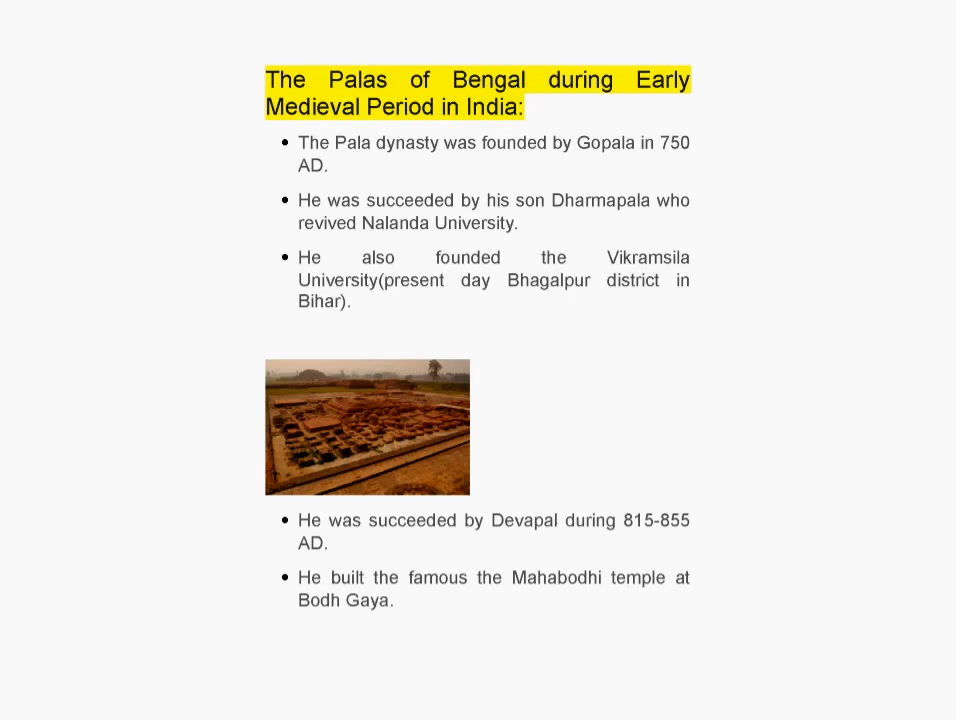 The Palas of Bengal during Early
Medieval Period in India:
• The Pala dynasty was founded by Gopala in 750
AD.
• He was succeeded by his son Dharmapala who
revived Nalanda University.
• He also founded the Vikramsila
University(present day Bhagalpur district in
Bihar).
• He was succeeded by Devapal during 815-855
AD.
• He built the famous the Mahabodhi temple at
Bodh Gaya.